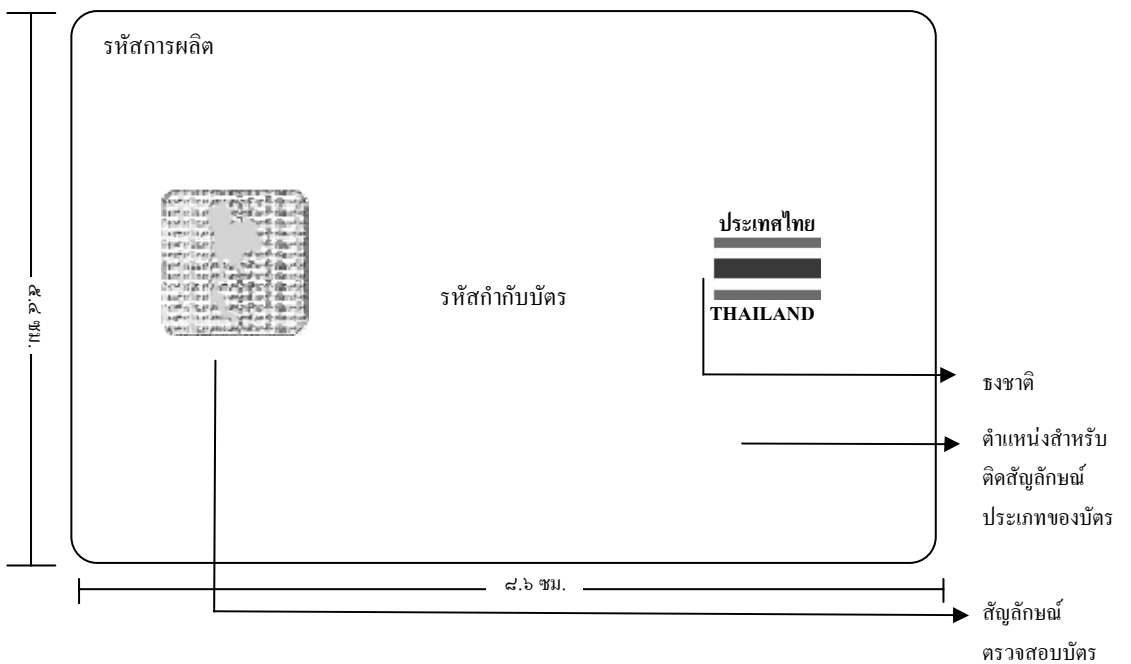 รหัสการผลิต
ประเทศไทย
รหัสกำกับบัตร
THAILAND
๕.๔ ซม.
ธงชาติ
ตำแหน่งสำหรับ
ติดสัญลักษณ์
ประเภทของบัตร
๘.๖ ซม.
สัญลักษณ์
ตรวจสอบบัตร